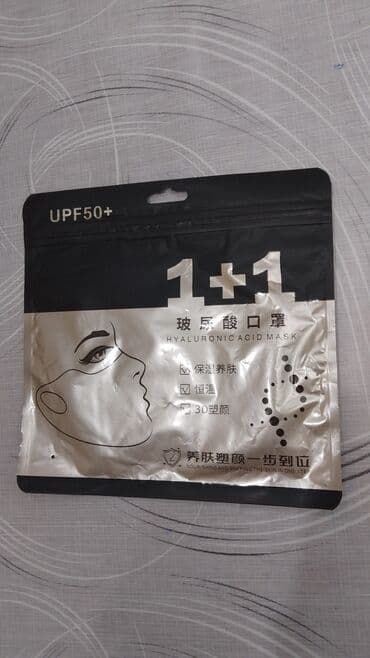 UPF50+
1+1
玻尿酸口罩
HYALURONIC ACID MASK
保湿养肤
恒温
3D塑颜
养肤塑颜一步到位